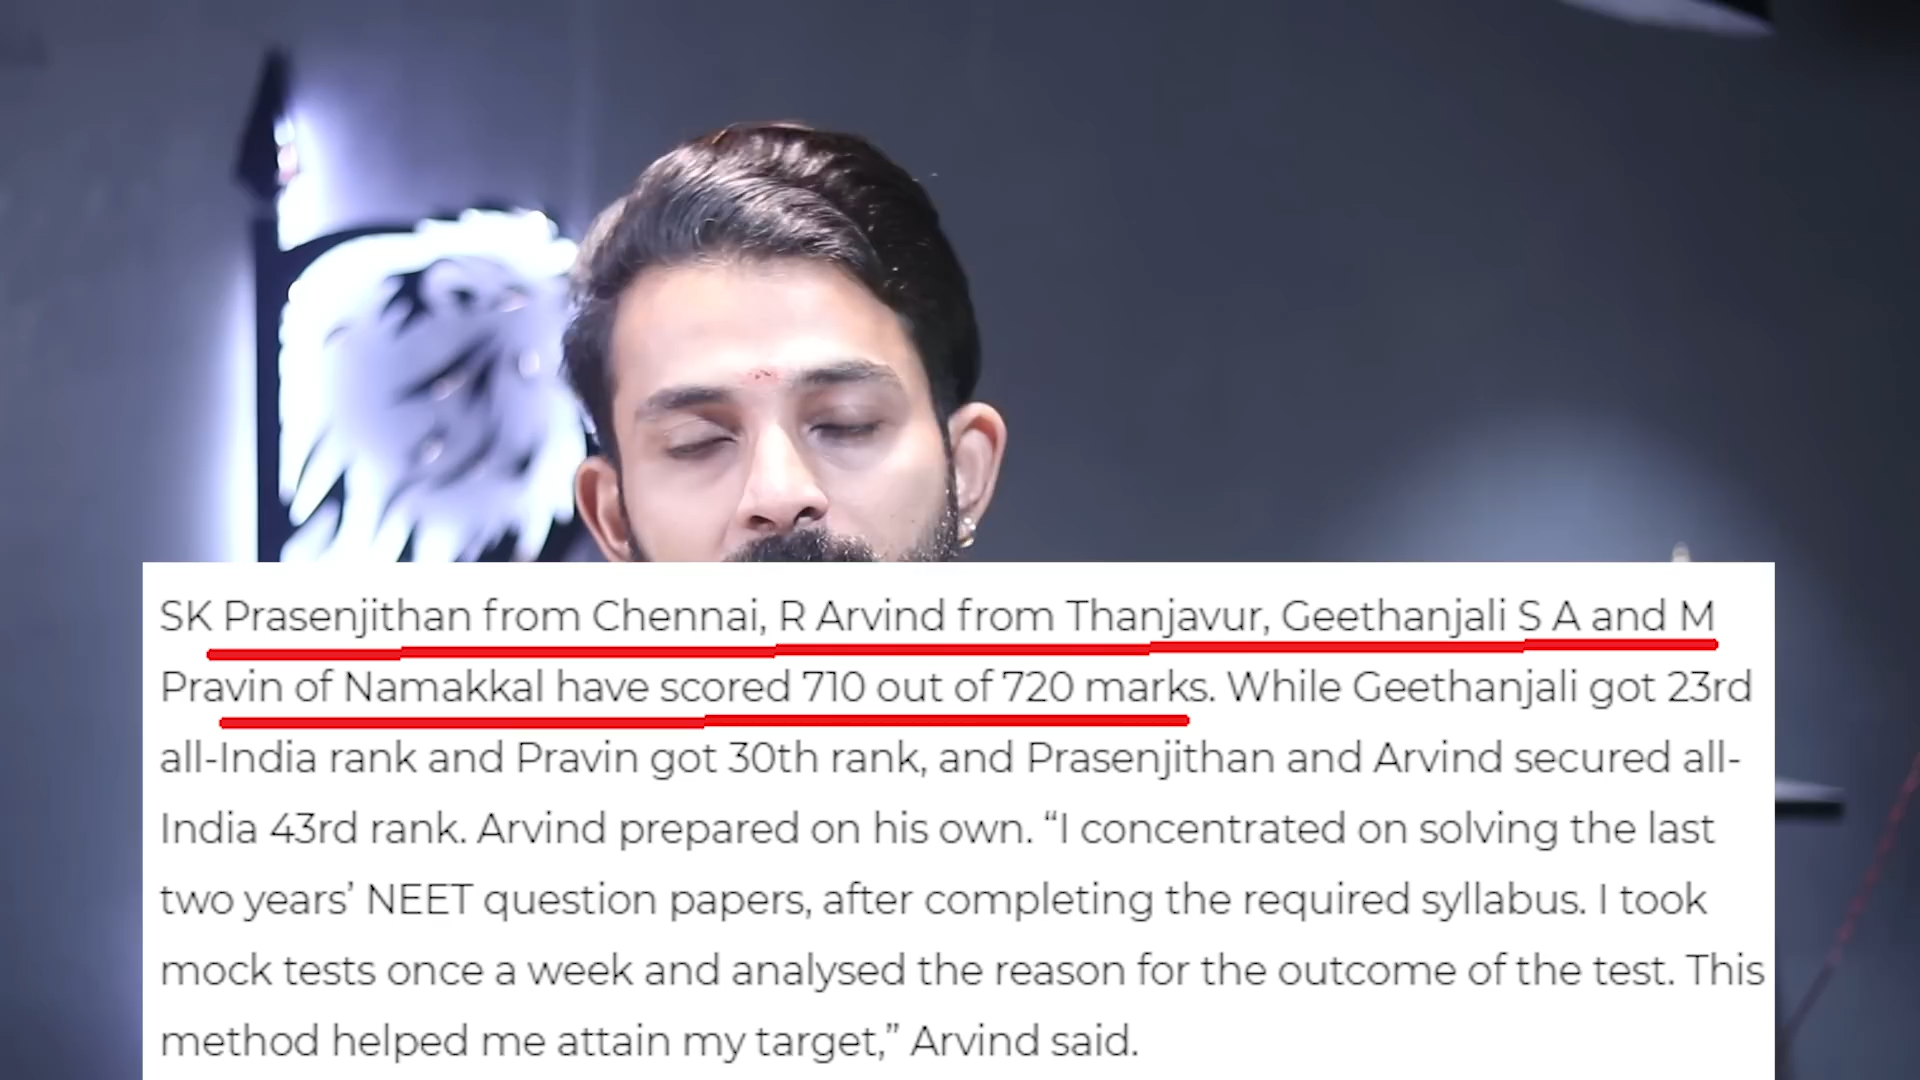 SK Prasenjithan from Chennai, R Arvind from Thanjavur, Geethanjali S A and M
Pravin of Namakkal have scored 710 out of 720 marks. While Geethanjali got 23rd
all-India rank and Pravin got 30th rank, and Prasenjithan and Arvind secured all-
India 43rd rank. Arvind prepared on his own. “I concentrated on solving the last
two years’ NEET question papers, after completing the required syllabus. I took
mock tests once a week and analysed the reason for the outcome of the test. This
method helped me attain my target,” Arvind said.